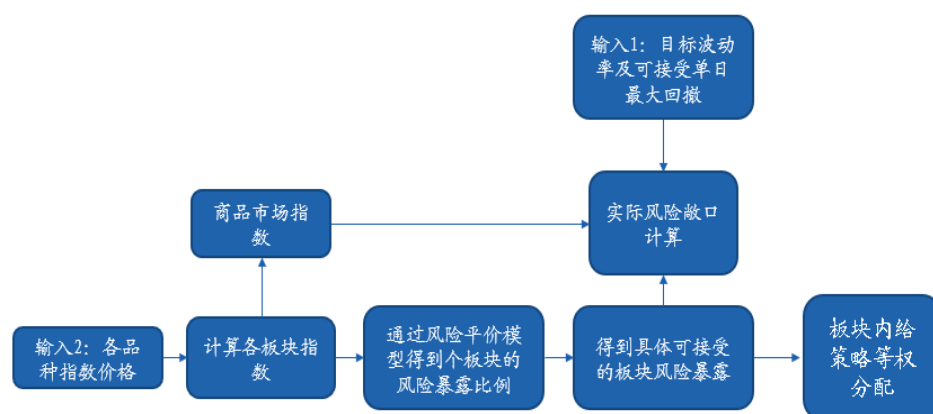 输入1：目标波动
率及可接受单日
最大回撤
商品市场指
数
实际风险敞口
计算
输入2：各品
种指数价格
计算各板块指
数
通过风险平价模
型得到个板块的
风险暴露比例
得到具体可接受
的板块风险暴露
板块内给
策略等权
分配